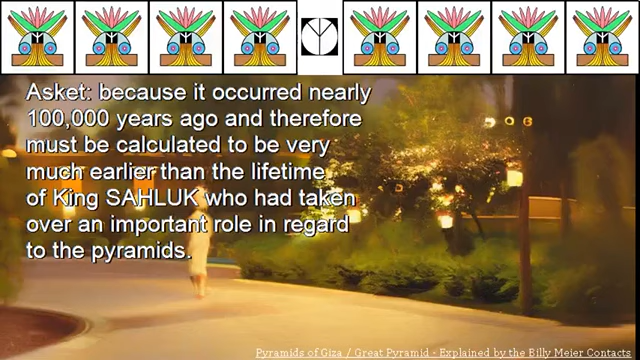 Asket: because it occurred nearly
100,000 years ago and therefore
must be calculated to be very
much earlier than the lifetime
of King SAHLUK who had taken
over an important role in regard
to the pyramids.
Pyramids of Giza / Great Pyramid - Explained by the Billy Meier Contacts